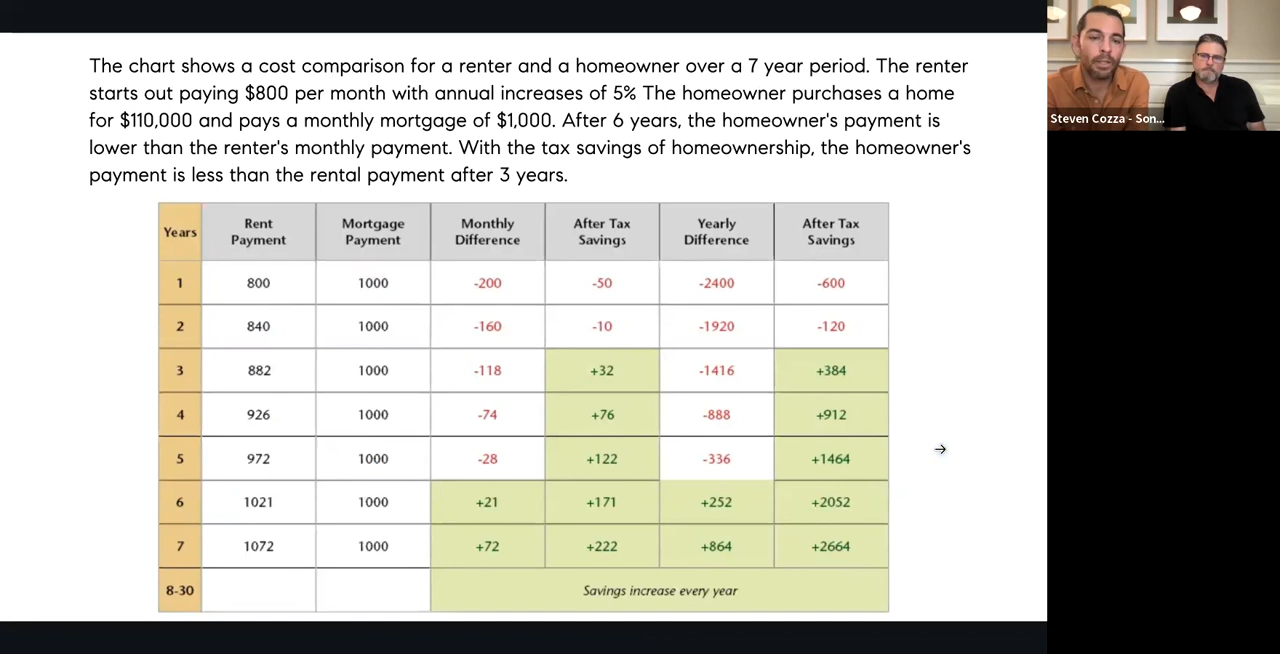 The chart shows a cost comparison for a renter and a homeowner over a 7 year period. The renter
starts out paying $800 per month with annual increases of 5% The homeowner purchases a home
for $110,000 and pays a monthly mortgage of $1,000. After 6 years, the homeowner's payment is
lower than the renter's monthly payment. With the tax savings of homeownership, the homeowner's
payment is less than the rental payment after 3 years.
Years Rent Payment Mortgage Payment Monthly Difference After Tax Savings Yearly Difference After Tax Savings
1 800 1000 -200 -50 -2400 -600
2 840 1000 -160 -10 -1920 -120
3 882 1000 -118 +32 -1416 +384
4 926 1000 -74 +76 -888 +912
5 972 1000 -28 +122 -336 +1464
6 1021 1000 +21 +171 +252 +2052
7 1072 1000 +72 +222 +864 +2664
8-30 Savings increase every year
Steven Cozza - Son...